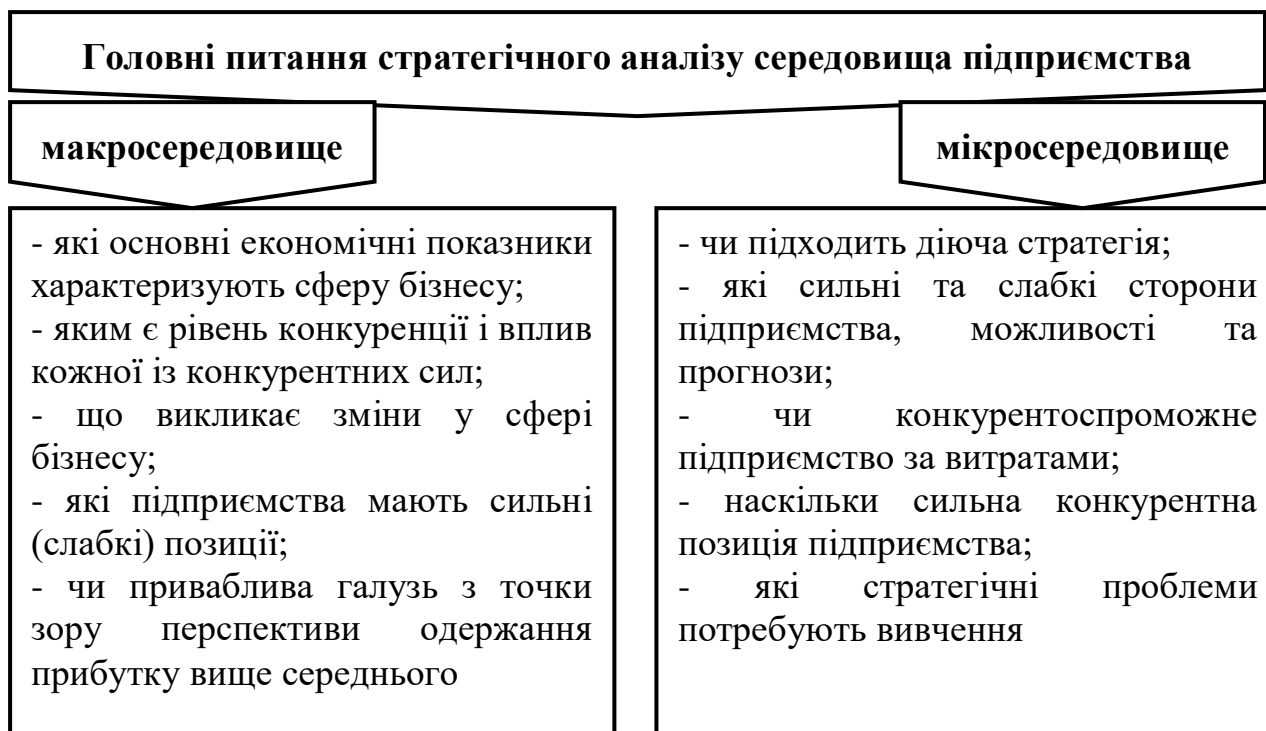 Головні питання стратегічного аналізу середовища підприємства
макросередовище
- які основні економічні показники
характеризують сферу бізнесу;
- яким є рівень конкуренції і вплив
кожної із конкурентних сил;
- що викликає зміни у сфері
бізнесу;
- які підприємства мають сильні
(слабкі) позиції;
- чи приваблива галузь з точки
зору перспективи одержання
прибутку вище середнього
мікросередовище
- чи підходить діюча стратегія;
- які сильні та слабкі сторони
підприємства, можливості та
прогнози;
- чи конкурентоспроможне
підприємство за витратами;
- наскільки сильна конкурентна
позиція підприємства;
- які стратегічні проблеми
потребують вивчення